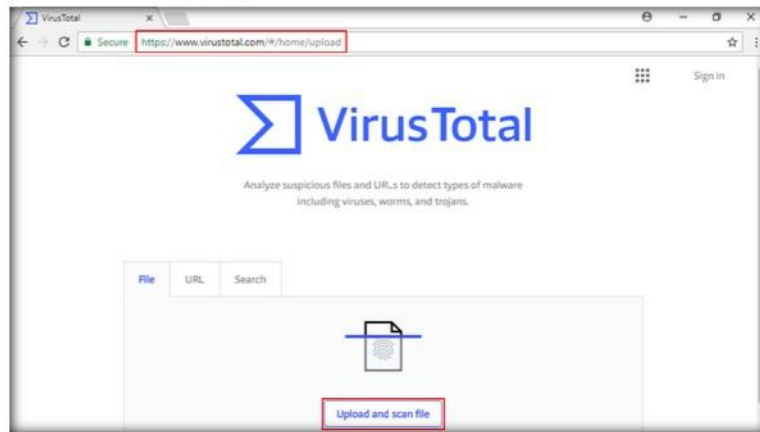 VirusTotal
Secure https://www.virustotal.com/#/home/upload
Sign in
VirusTotal
Analyze suspicious files and URLs to detect types of malware
including viruses, worms, and trojans.
File URL Search
Upload and scan file